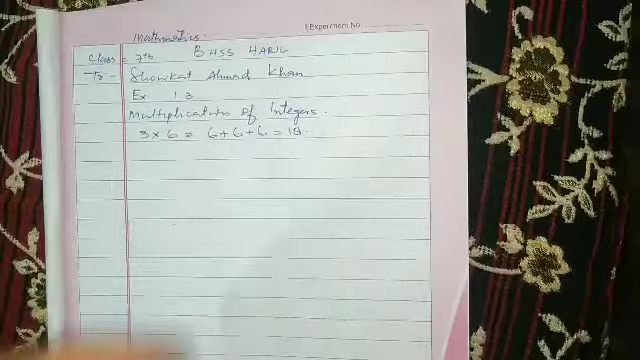 Experiment No.
Mathmatics.
Class = 7th BHSS HARIL
Tr - Showkat Ahmad Khan
Ex 1.3
Multiplication of Integers.
3 × 6 = 6 + 6 + 6 = 18.